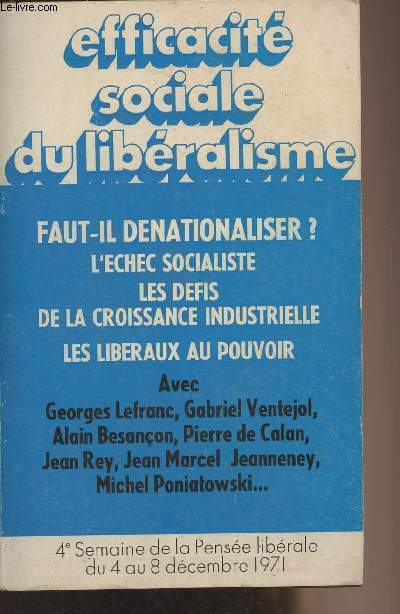 Le-livre.com
efficacité
sociale
du libéralisme
FAUT-IL DENATIONALISER ?
L'ECHEC SOCIALISTE
LES DEFIS
DE LA CROISSANCE INDUSTRIELLE
LES LIBERAUX AU POUVOIR
Avec
Georges Lefranc, Gabriel Ventejol,
Alain Besançon, Pierre de Calan,
Jean Rey, Jean Marcel Jeanneney,
Michel Poniatowski...
4e Semaine de la Pensée libérale
du 4 au 8 décembre 1971